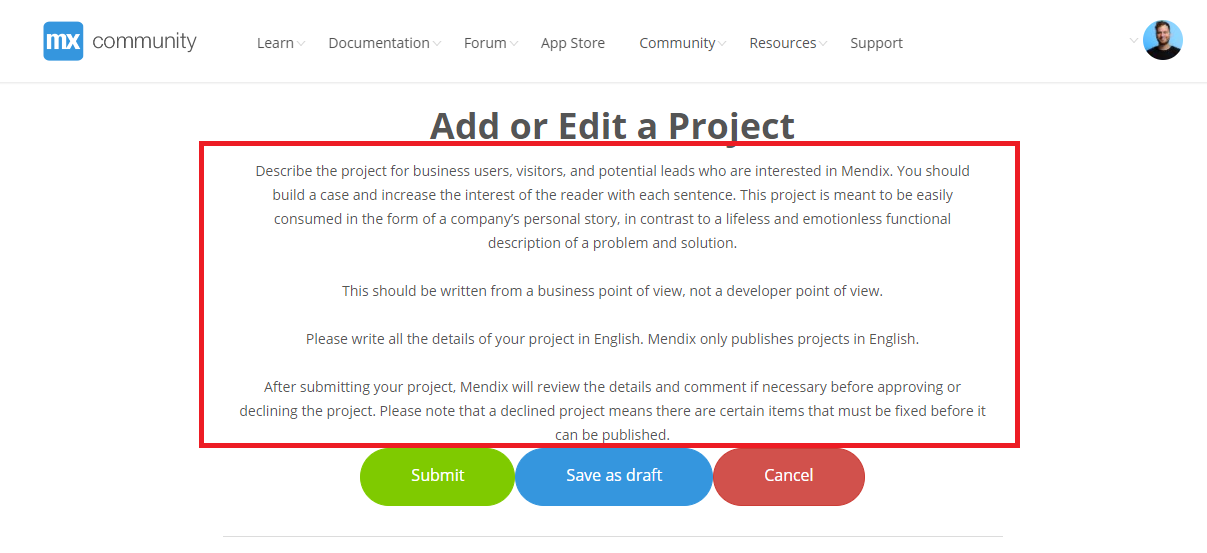 mx community
Learn Documentation Forum App Store Community Resources Support
Add or Edit a Project
Describe the project for business users, visitors, and potential leads who are interested in Mendix. You should
build a case and increase the interest of the reader with each sentence. This project is meant to be easily
consumed in the form of a company’s personal story, in contrast to a lifeless and emotionless functional
description of a problem and solution.
This should be written from a business point of view, not a developer point of view.
Please write all the details of your project in English. Mendix only publishes projects in English.
After submitting your project, Mendix will review the details and comment if necessary before approving or
declining the project. Please note that a declined project means there are certain items that must be fixed before it
can be published.
Submit Save as draft Cancel